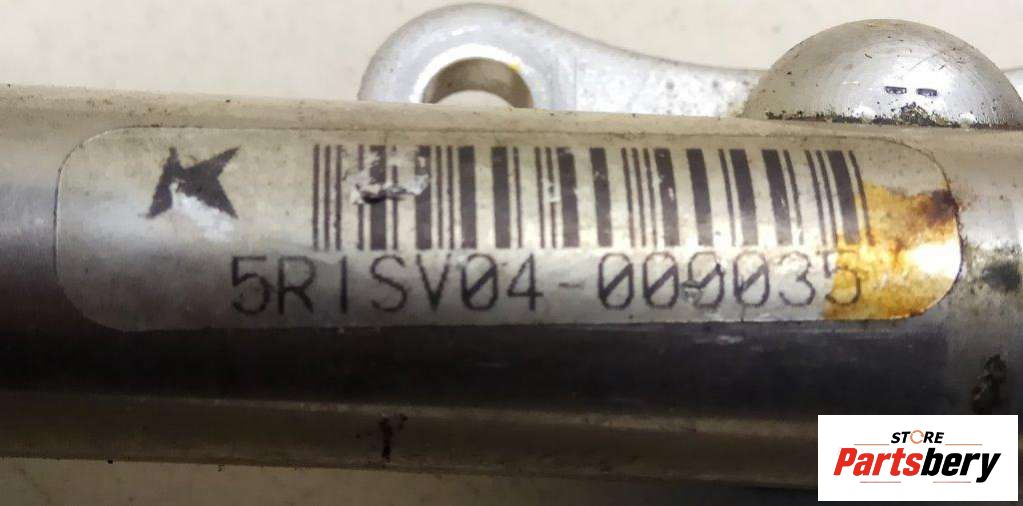 K
5R1SV04-000035
STORE
Partsbery